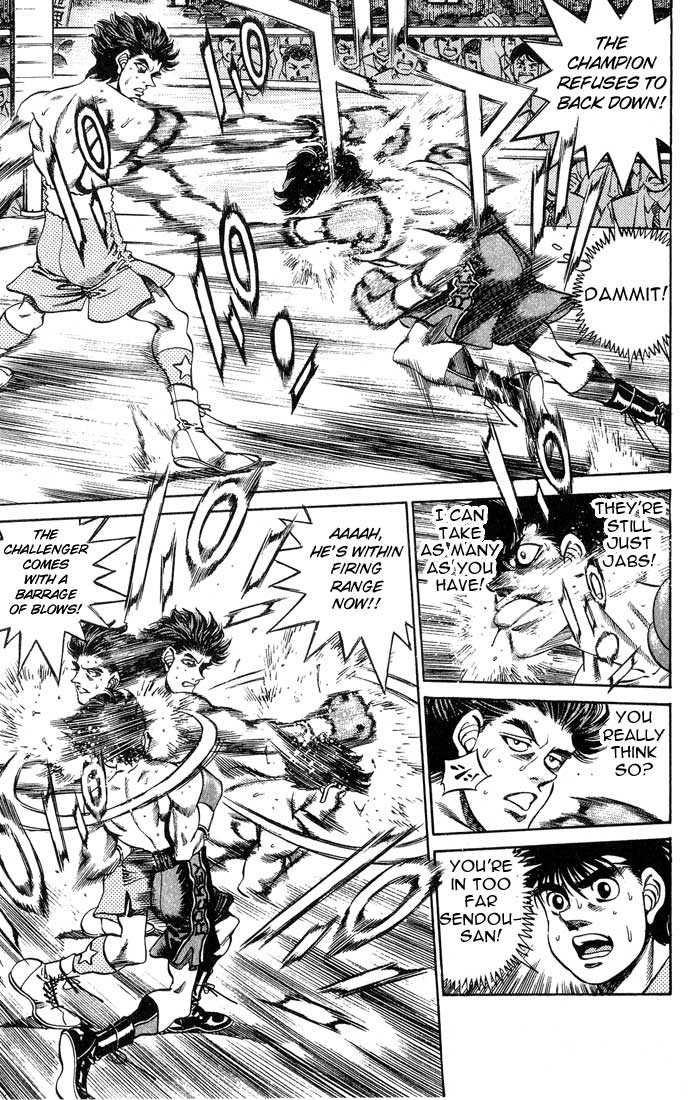 THE
CHAMPION
REFUSES TO
BACK DOWN!
DAMMIT!
THEY'RE
STILL
JUST
JABS!
I CAN
TAKE
AS MANY
AS YOU
HAVE!
YOU
REALLY
THINK
SO?
YOU'RE
IN TOO
FAR
SENDOU-
SAN!
AAAAH,
HE'S WITHIN
FIRING
RANGE
NOW!!
THE
CHALLENGER
COMES
WITH A
BARRAGE
OF BLOWS!